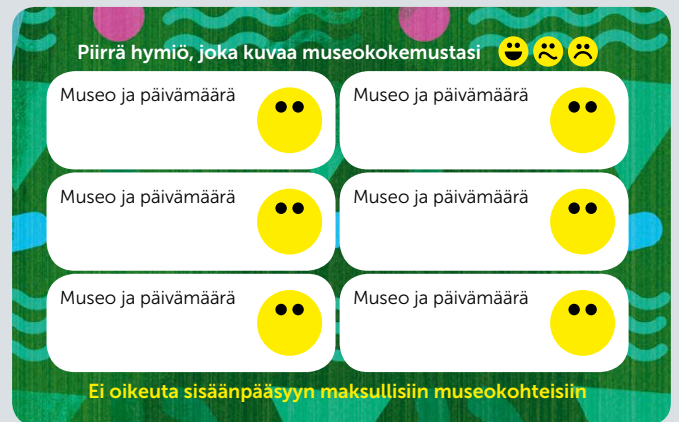 Piirrä hymiö, joka kuvaa museokokemustasi
Museo ja päivämäärä
Museo ja päivämäärä
Museo ja päivämäärä
Museo ja päivämäärä
Museo ja päivämäärä
Museo ja päivämäärä
Ei oikeuta sisäänpääsyyn maksullisiin museokohteisiin